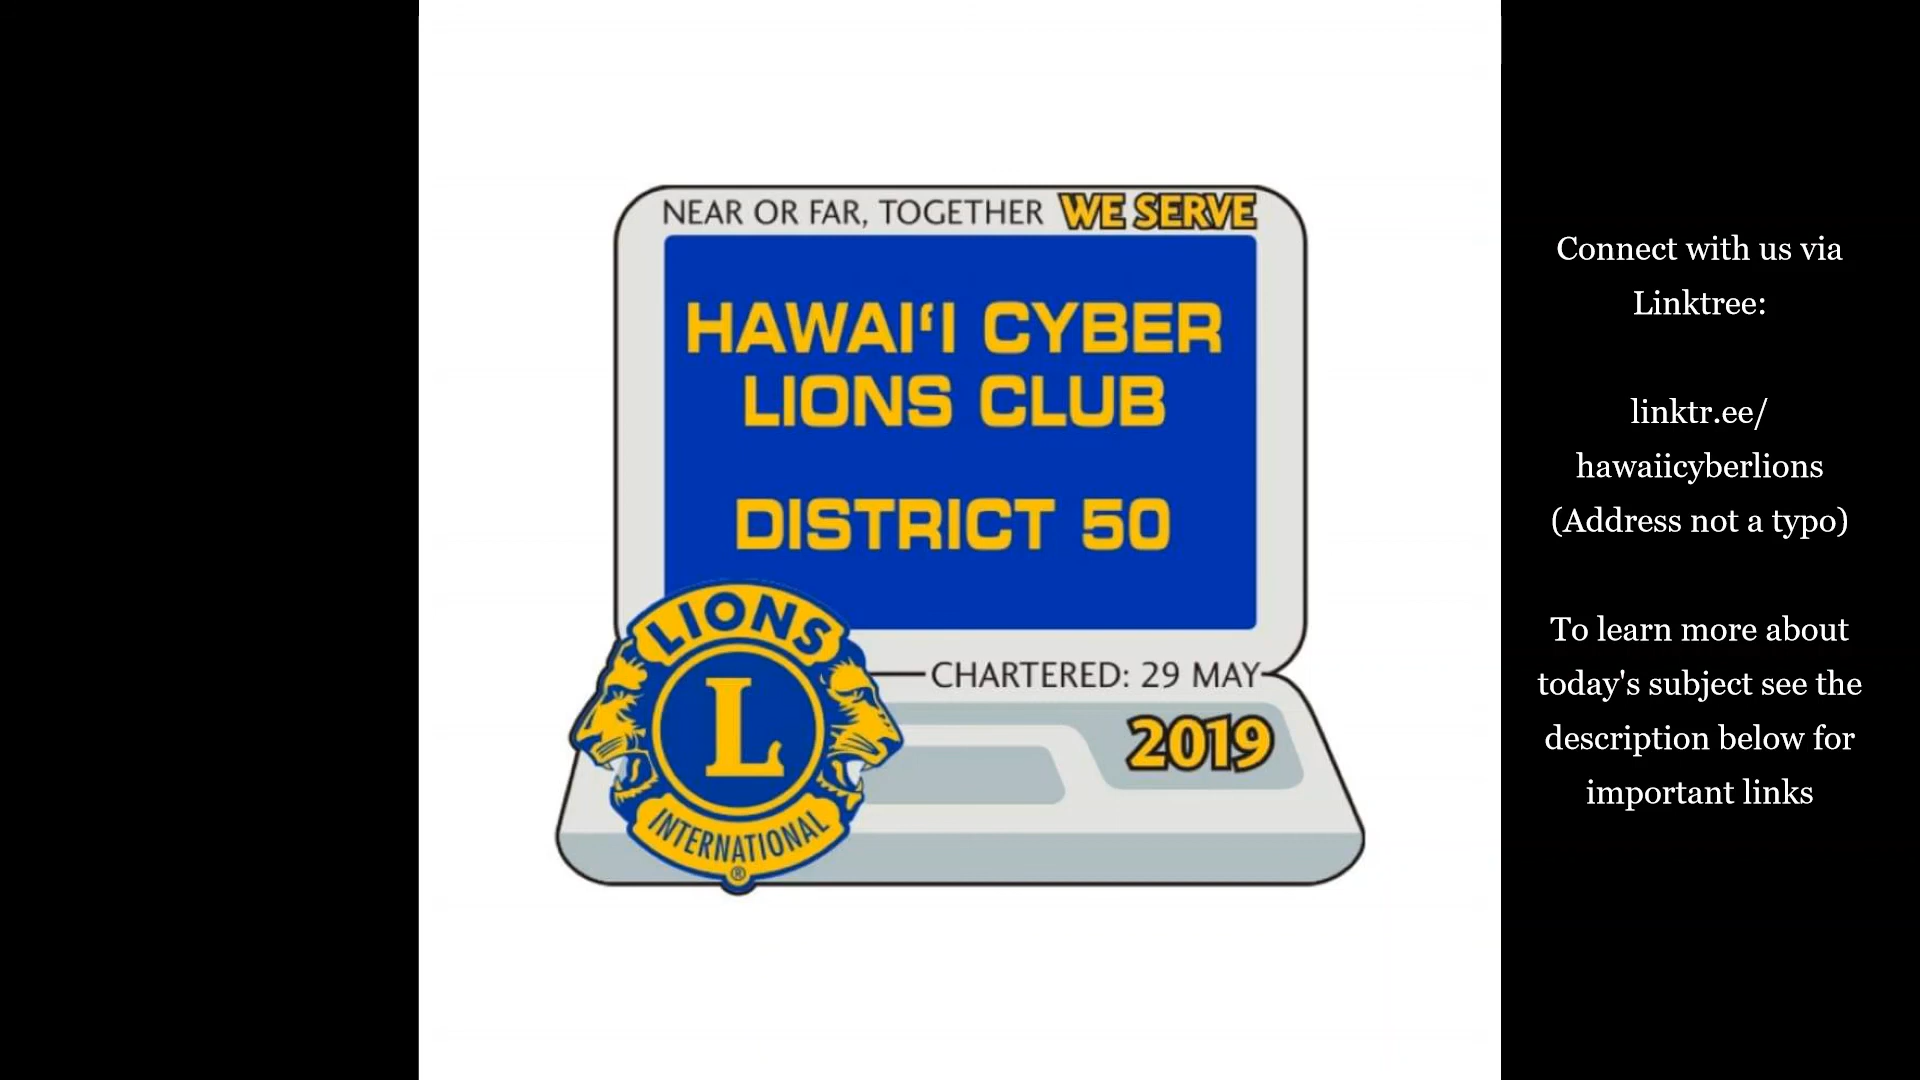 NEAR OR FAR, TOGETHER WE SERVE
HAWAIʻI CYBER
LIONS CLUB
DISTRICT 50
LIONS
L
INTERNATIONAL
®
CHARTERED: 29 MAY
2019
Connect with us via
Linktree:
linktr.ee/
hawaiicyberlions
(Address not a typo)
To learn more about
today's subject see the
description below for
important links